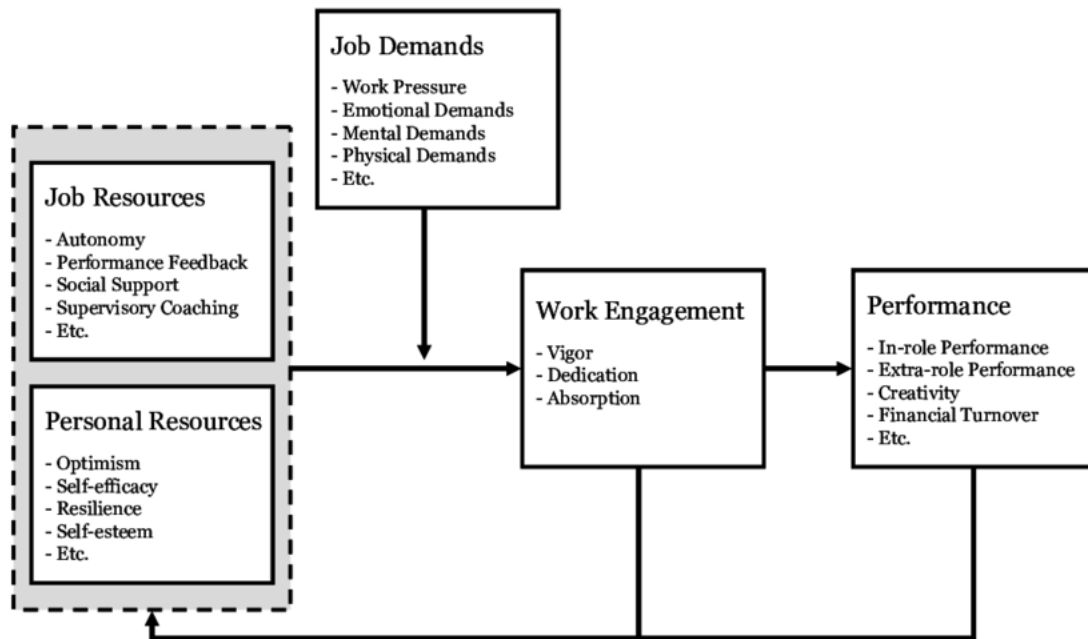 Job Demands
- Work Pressure
- Emotional Demands
- Mental Demands
- Physical Demands
- Etc.
Job Resources
- Autonomy
- Performance Feedback
- Social Support
- Supervisory Coaching
- Etc.
Personal Resources
- Optimism
- Self-efficacy
- Resilience
- Self-esteem
- Etc.
Work Engagement
- Vigor
- Dedication
- Absorption
Performance
- In-role Performance
- Extra-role Performance
- Creativity
- Financial Turnover
- Etc.